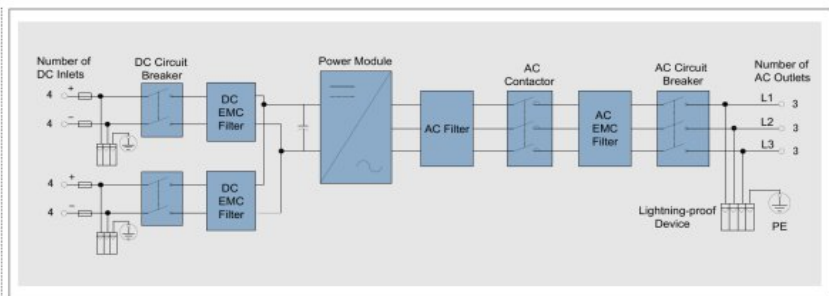 Number of
DC Inlets
DC Circuit
Breaker
Power Module
AC
Contactor
AC Circuit
Breaker
Number of
AC Outlets
4
+
4
−
DC
EMC
Filter
AC Filter
AC
EMC
Filter
L1
3
L2
3
L3
3
4
+
4
−
DC
EMC
Filter
Lightning-proof
Device
PE